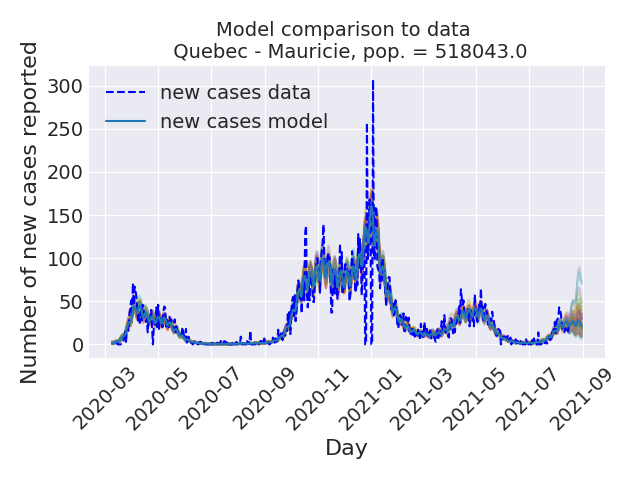 Model comparison to data
Quebec - Mauricie, pop. = 518043.0
Number of new cases reported
300
250
200
150
100
50
0
new cases data
new cases model
2020-03
2020-05
2020-07
2020-09
2020-11
2021-01
2021-03
2021-05
2021-07
2021-09
Day